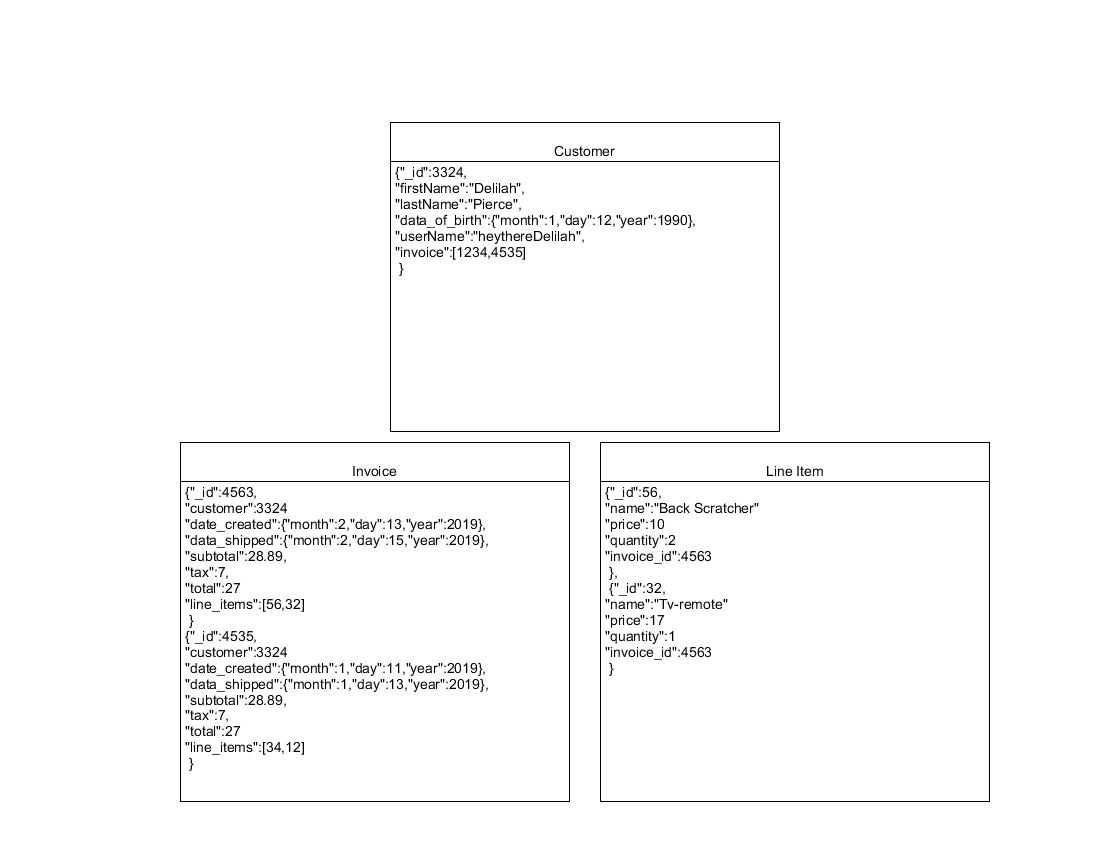 Customer
{"_id":3324,
"firstName":"Delilah",
"lastName":"Pierce",
"data_of_birth":{"month":1,"day":12,"year":1990},
"userName":"heythereDelilah",
"invoice":[1234,4535]
}
Invoice
{"_id":4563,
"customer":3324
"date_created":{"month":2,"day":13,"year":2019},
"data_shipped":{"month":2,"day":15,"year":2019},
"subtotal":28.89,
"tax":7,
"total":27
"line_items":[56,32]
}
{"_id":4535,
"customer":3324
"date_created":{"month":1,"day":11,"year":2019},
"data_shipped":{"month":1,"day":13,"year":2019},
"subtotal":28.89,
"tax":7,
"total":27
"line_items":[34,12]
}
Line Item
{"_id":56,
"name":"Back Scratcher"
"price":10
"quantity":2
"invoice_id":4563
},
{"_id":32,
"name":"Tv-remote"
"price":17
"quantity":1
"invoice_id":4563
}